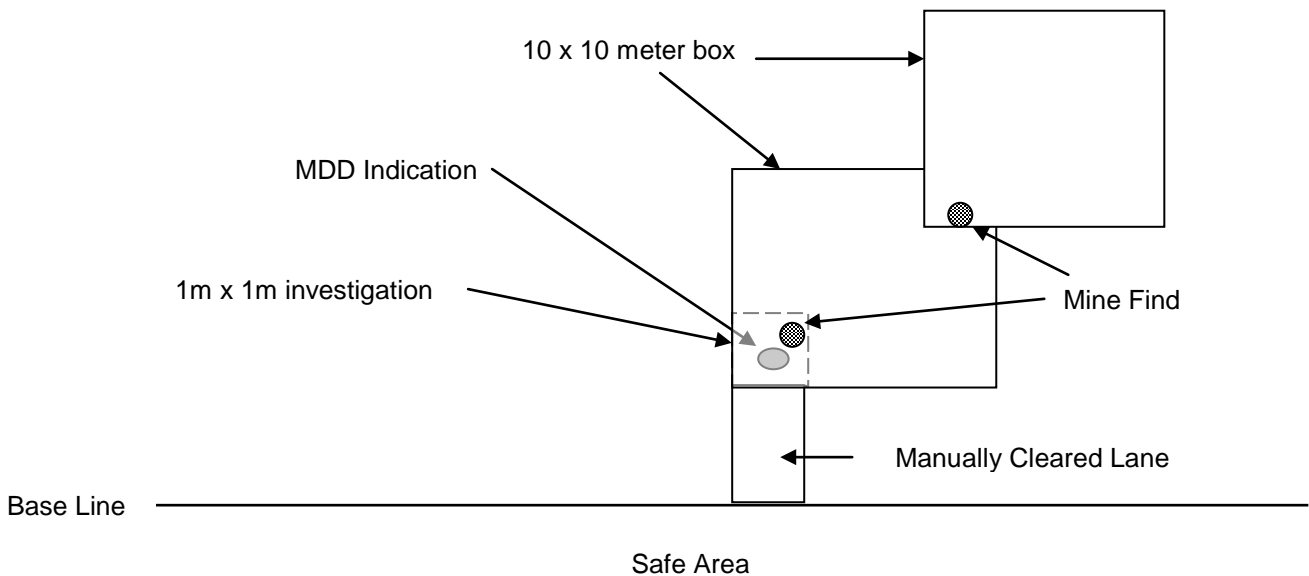 10 x 10 meter box
MDD Indication
1m x 1m investigation
Mine Find
Manually Cleared Lane
Base Line
Safe Area